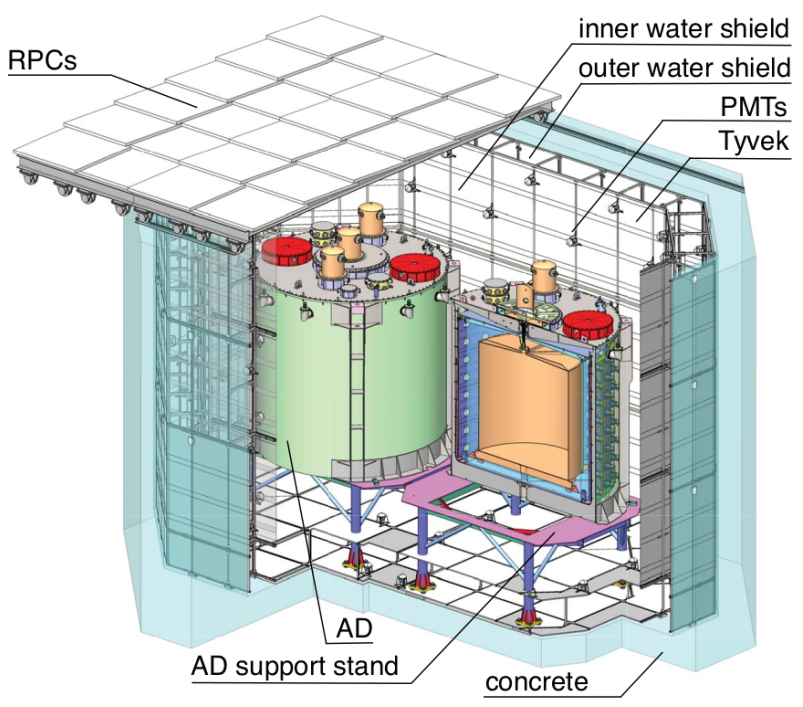 inner water shield
RPCs
outer water shield
PMTs
Tyvek
AD
AD support stand
concrete